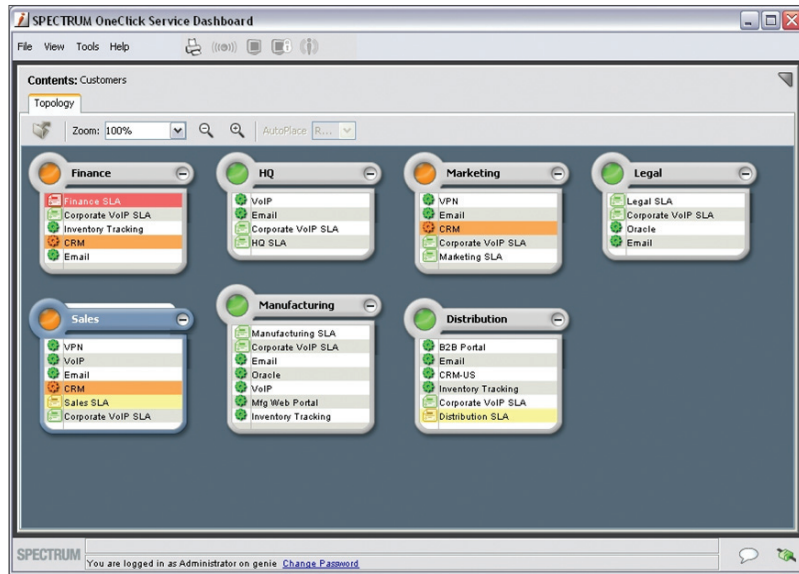 SPECTRUM OneClick Service Dashboard
File View Tools Help
Contents: Customers
Topology
Zoom: 100% AutoPlace R...
Finance
Finance SLA
Corporate VoIP SLA
Inventory Tracking
CRM
Email
HQ
VoIP
Email
Corporate VoIP SLA
HQ SLA
Marketing
VPN
Email
CRM
Corporate VoIP SLA
Marketing SLA
Legal
Legal SLA
Corporate VoIP SLA
Oracle
Email
Sales
VPN
VoIP
Email
CRM
Sales SLA
Corporate VoIP SLA
Manufacturing
Manufacturing SLA
Corporate VoIP SLA
Email
Oracle
VoIP
Mfg Web Portal
Inventory Tracking
Distribution
B2B Portal
Email
CRM-US
Inventory Tracking
Corporate VoIP SLA
Distribution SLA
SPECTRUM
You are logged in as Administrator on genie Change Password